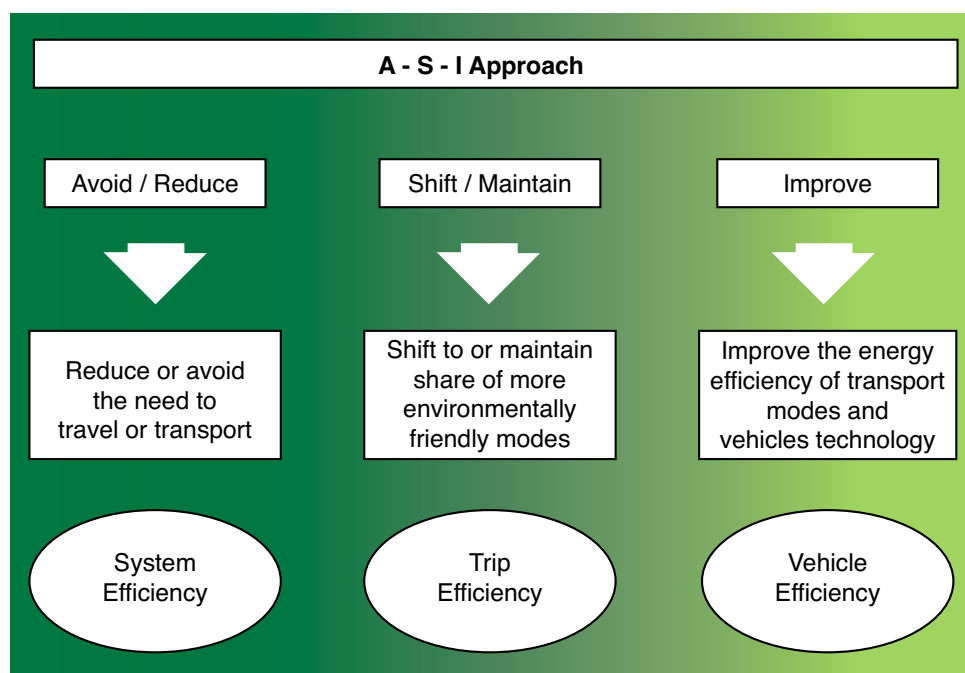 A - S - I Approach
Avoid / Reduce
Shift / Maintain
Improve
Reduce or avoid
the need to
travel or transport
Shift to or maintain
share of more
environmentally
friendly modes
Improve the energy
efficiency of transport
modes and
vehicles technology
System
Efficiency
Trip
Efficiency
Vehicle
Efficiency